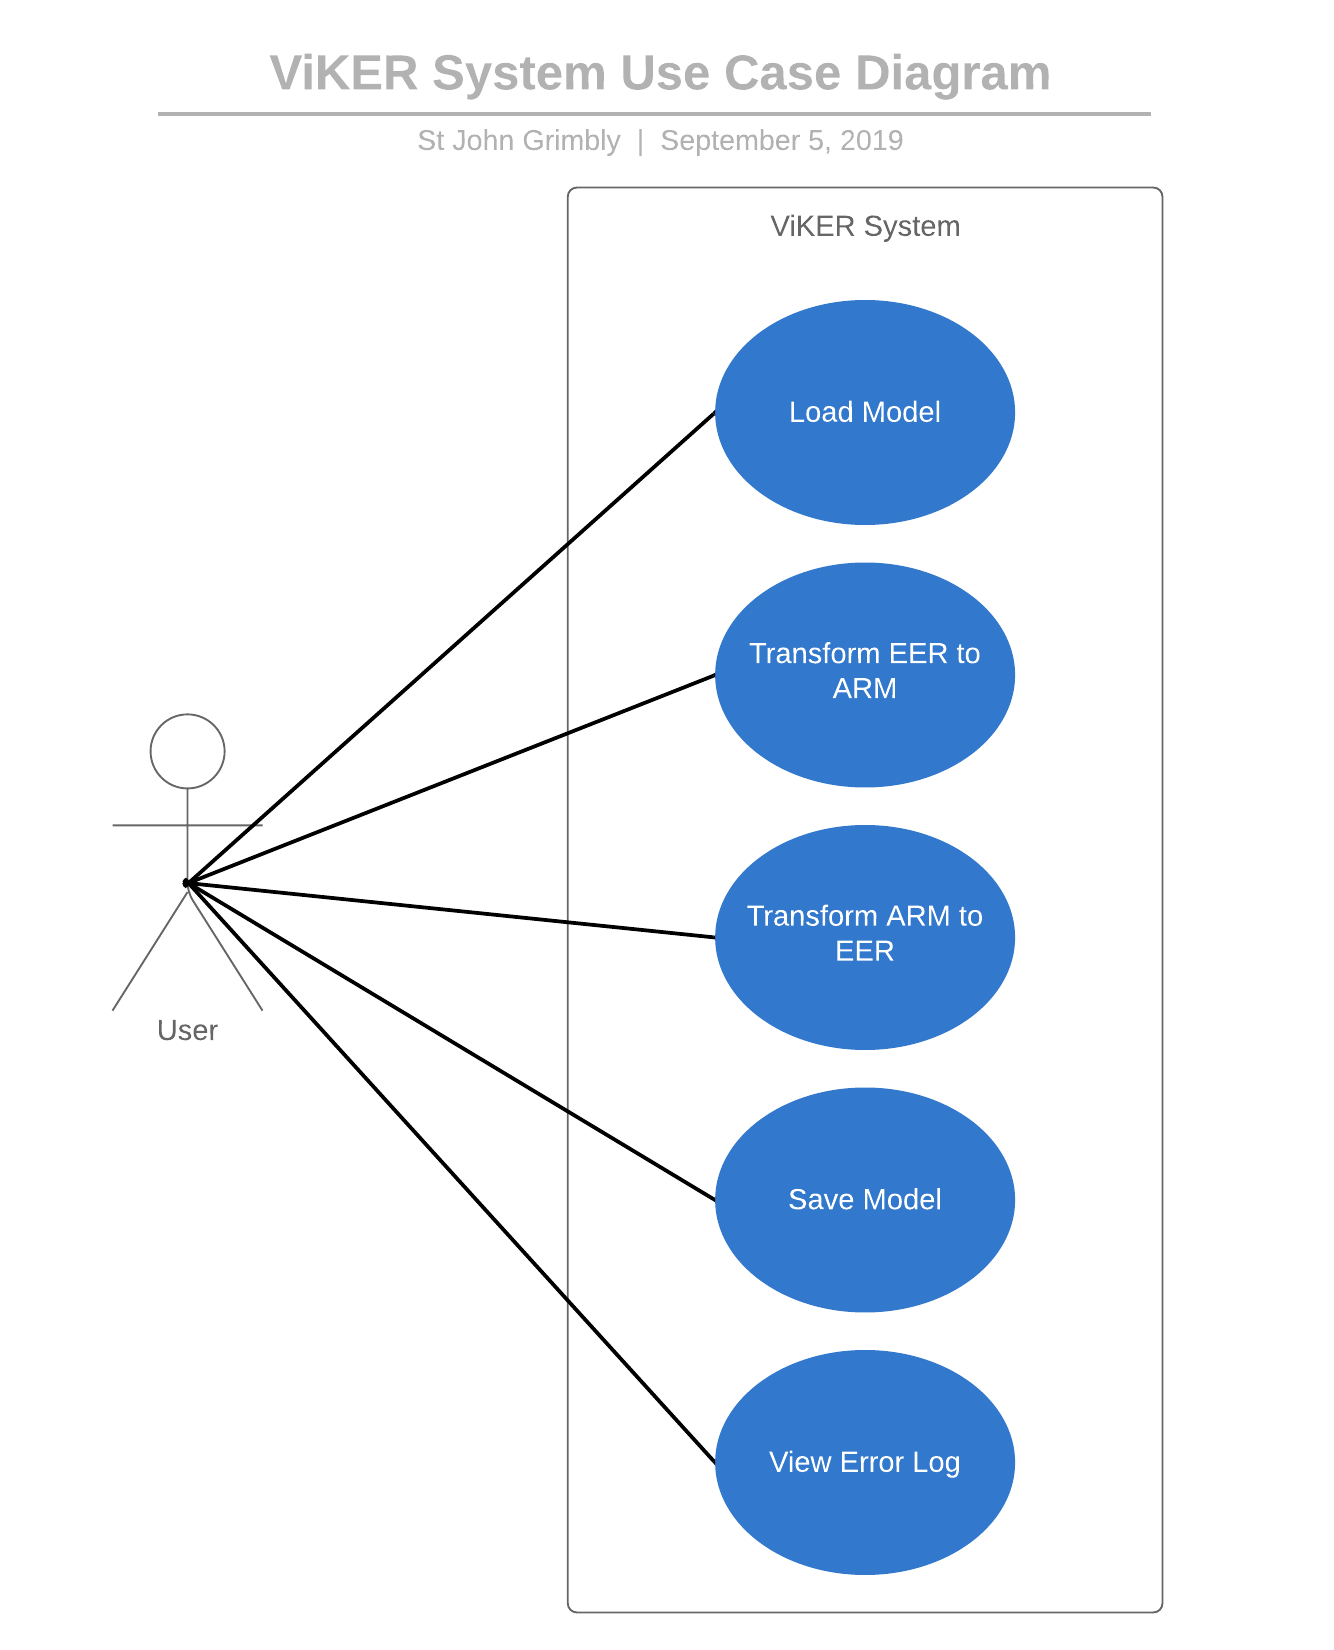 ViKER System Use Case Diagram
St John Grimbly | September 5, 2019
ViKER System
Load Model
Transform EER to
ARM
Transform ARM to
EER
User
Save Model
View Error Log